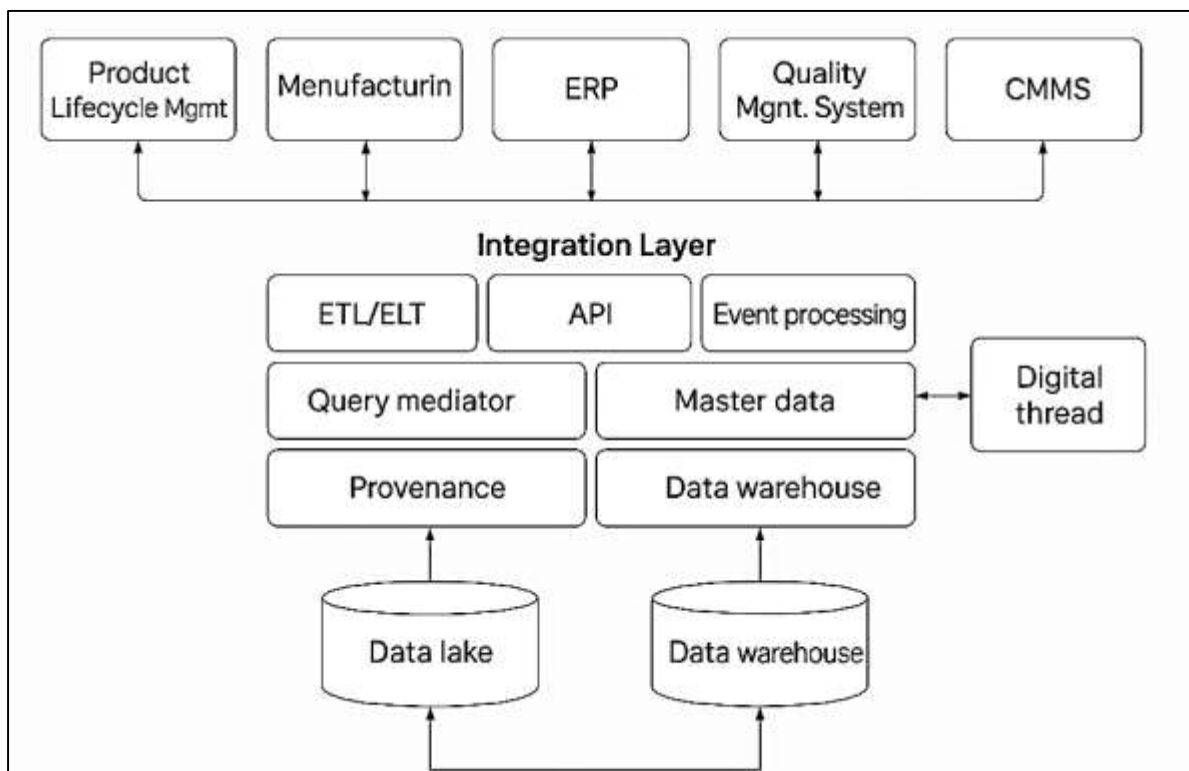 Product
Lifecycle Mgmt
Menufacturin
ERP
Quality
Mgnt. System
CMMS
Integration Layer
ETL/ELT
API
Event processing
Query mediator
Master data
Digital
thread
Provenance
Data warehouse
Data lake
Data warehouse